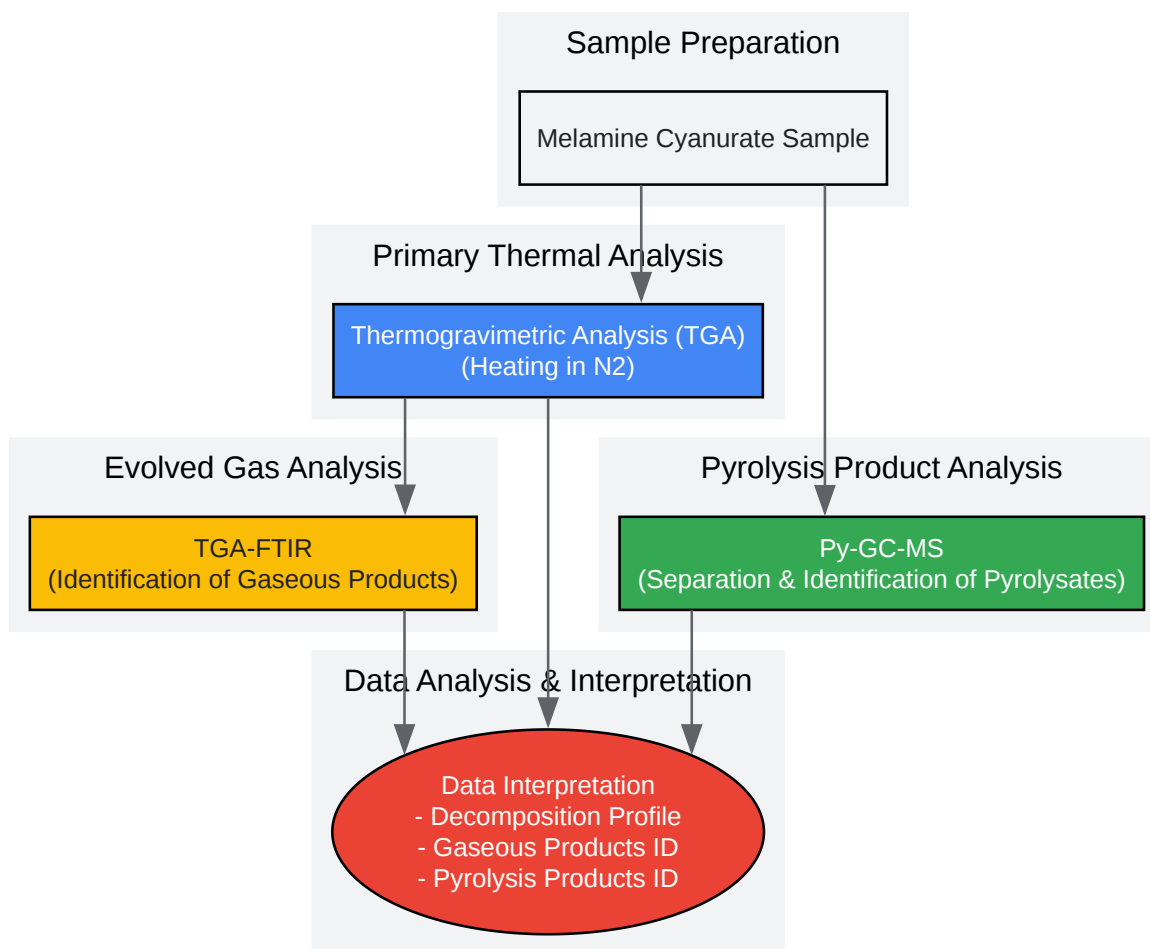 Sample Preparation
Melamine Cyanurate Sample
Primary Thermal Analysis
Thermogravimetric Analysis (TGA)
(Heating in N2)
Evolved Gas Analysis
TGA-FTIR
(Identification of Gaseous Products)
Pyrolysis Product Analysis
Py-GC-MS
(Separation & Identification of Pyrolysates)
Data Analysis & Interpretation
Data Interpretation
- Decomposition Profile
- Gaseous Products ID
- Pyrolysis Products ID